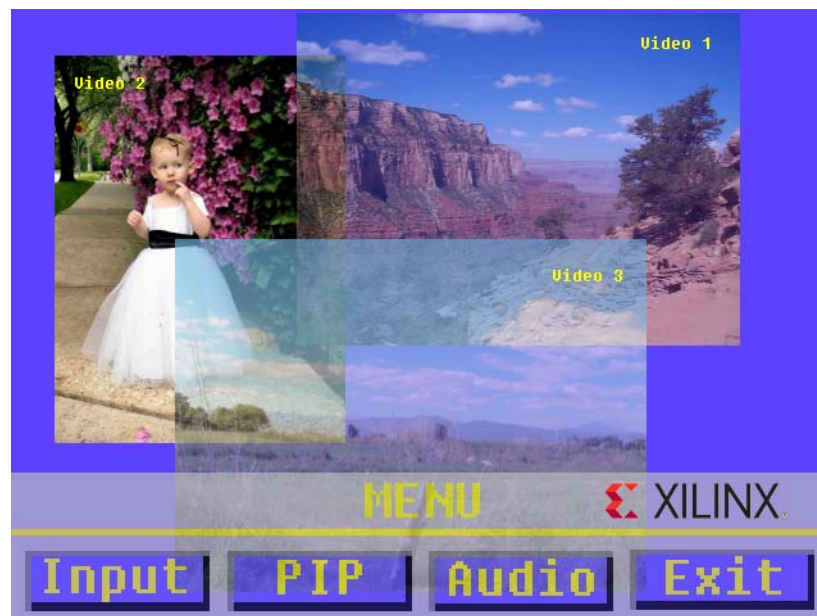 Video 1
Video 2
Video 3
MENU
XILINX®
Input PIP Audio Exit